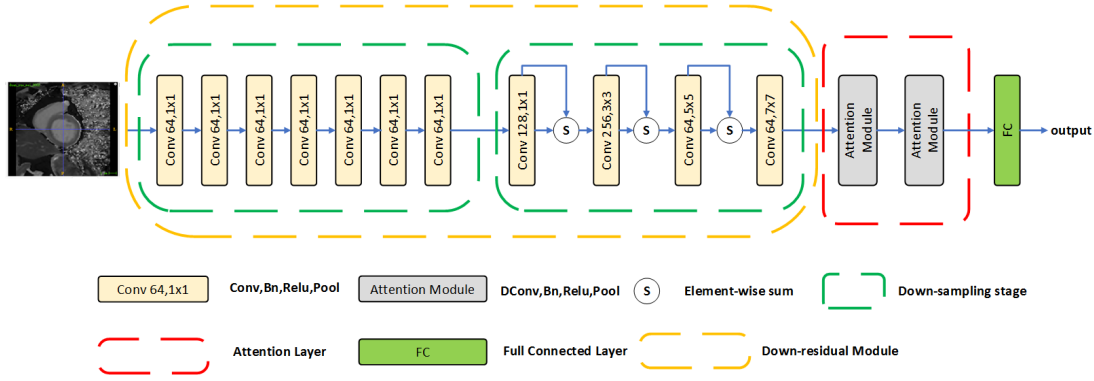 Conv 64,1x1
Conv 64,1x1
Conv 64,1x1
Conv 64,1x1
Conv 64,1x1
Conv 64,1x1
Conv 64,1x1
Conv 128,1x1
S
Conv 256,3x3
S
Conv 64,5x5
S
Conv 64,7x7
Attention
Module
Attention
Module
FC
output
Conv 64,1x1
Conv,Bn,Relu,Pool
Attention Module
DConv,Bn,Relu,Pool
S
Element-wise sum
Down-sampling stage
Attention Layer
FC
Full Connected Layer
Down-residual Module